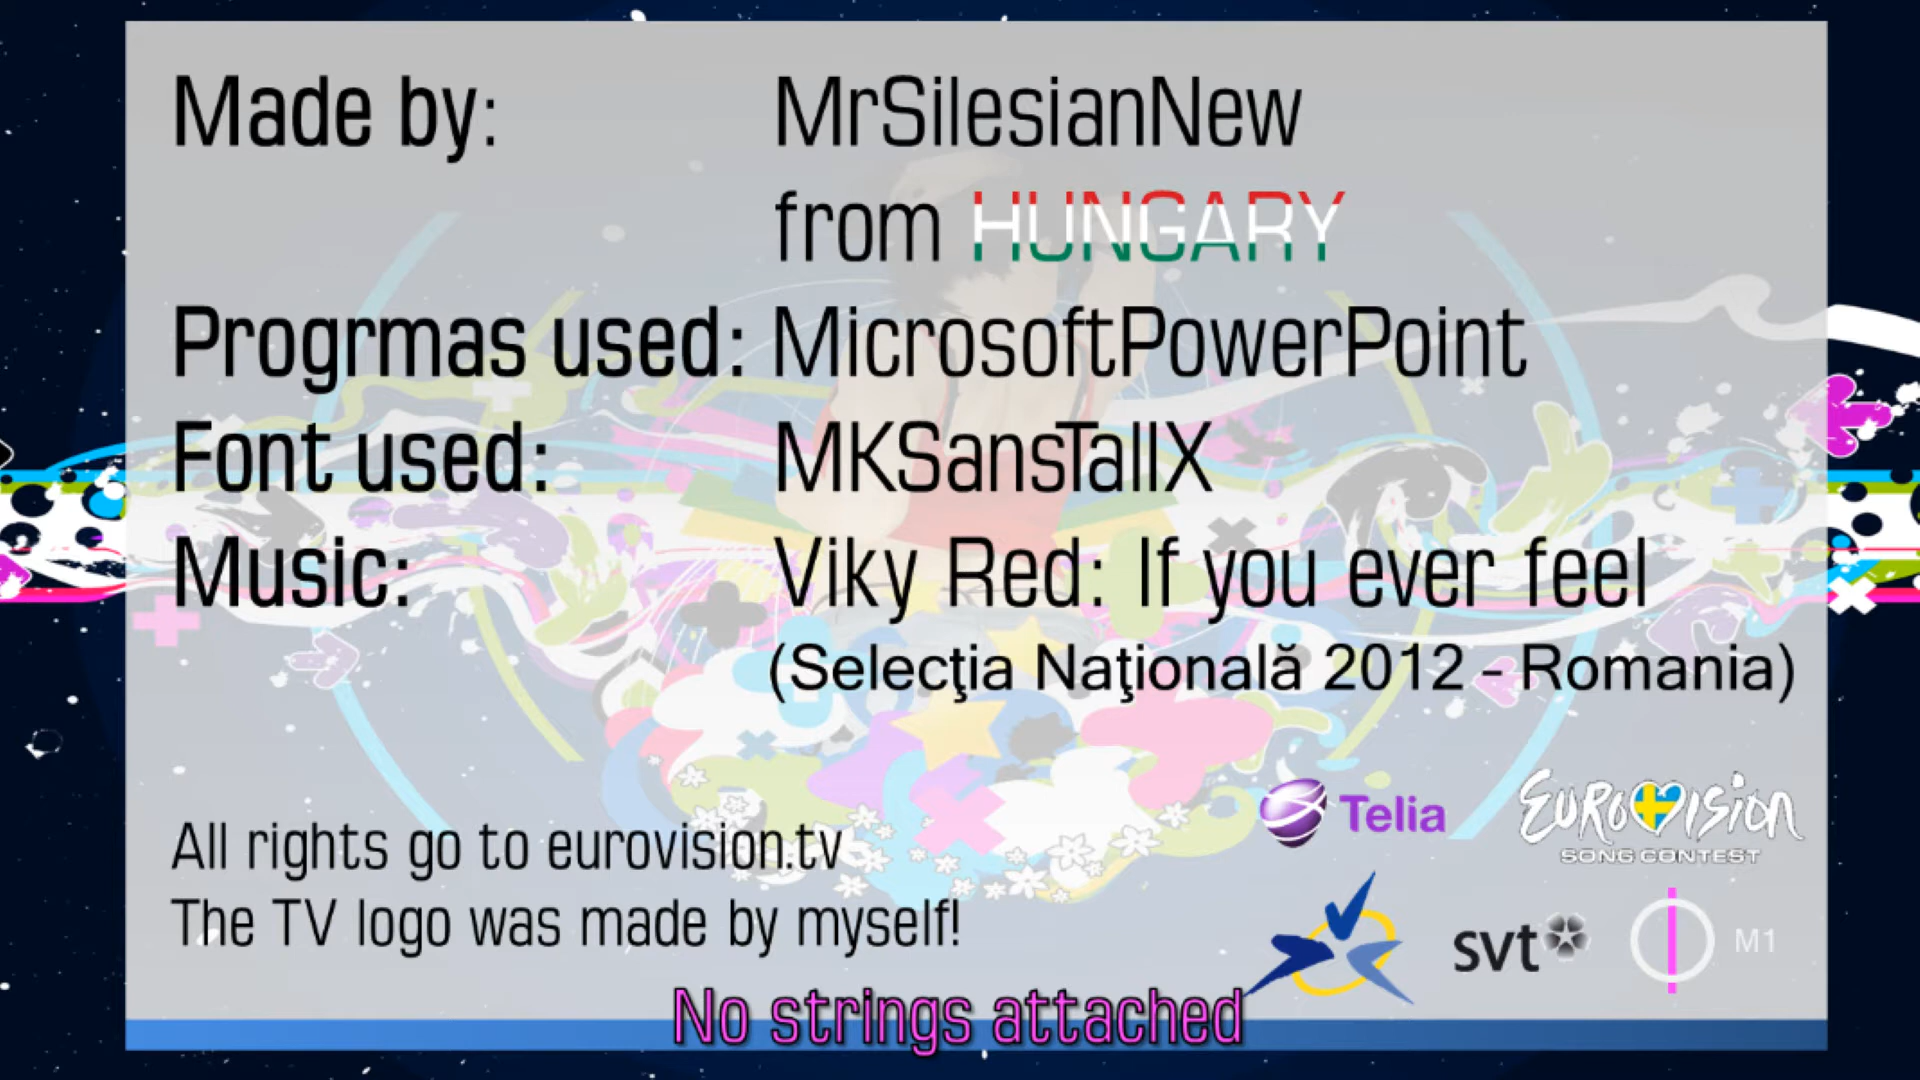 Made by: MrSilesianNew
from HUNGARY
Progrmas used: MicrosoftPowerPoint
Font used: MKSansTallX
Music: Viky Red: If you ever feel
(Selecţia Naţională 2012 - Romania)
Telia
EUROVISION
SONG CONTEST
All rights go to eurovision.tv
The TV logo was made by myself!
svt
M1
No strings attached